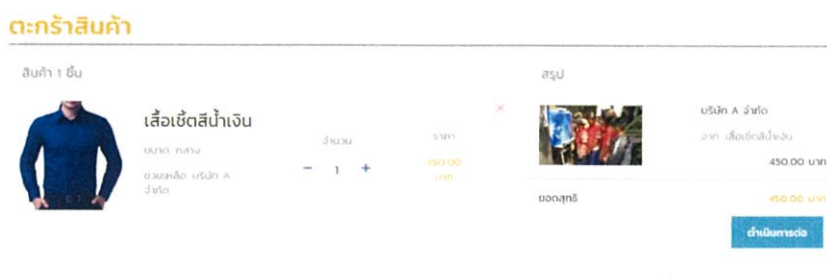 ตะกร้าสินค้า
สินค้า 1 ชิ้น
สรุป
เสื้อเชิ้ตสีน้ำเงิน
ขนาด กลาง
ช่วยเหลือ บริษัท A
จำกัด
จำนวน
- 1 +
ราคา
450.00
บาท
บริษัท A จำกัด
จาก เสื้อเชิ้ตสีน้ำเงิน
450.00 บาท
ยอดสุทธิ
450.00 บาท
ดำเนินการต่อ